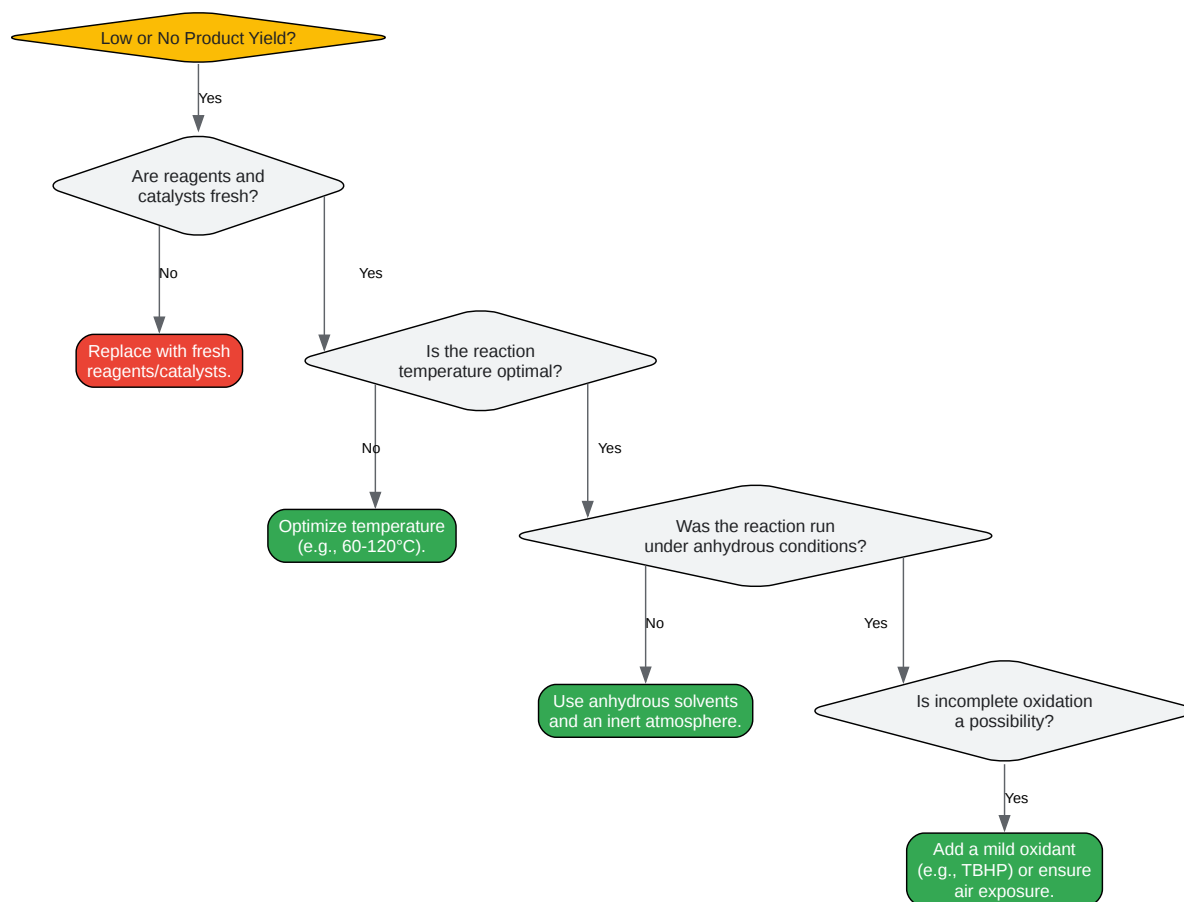 Low or No Product Yield?
Yes
Are reagents and
catalysts fresh?
No
Yes
Replace with fresh
reagents/catalysts.
Is the reaction
temperature optimal?
No
Yes
Optimize temperature
(e.g., 60-120°C).
Was the reaction run
under anhydrous conditions?
No
Yes
Use anhydrous solvents
and an inert atmosphere.
Is incomplete oxidation
a possibility?
Yes
Add a mild oxidant
(e.g., TBHP) or ensure
air exposure.